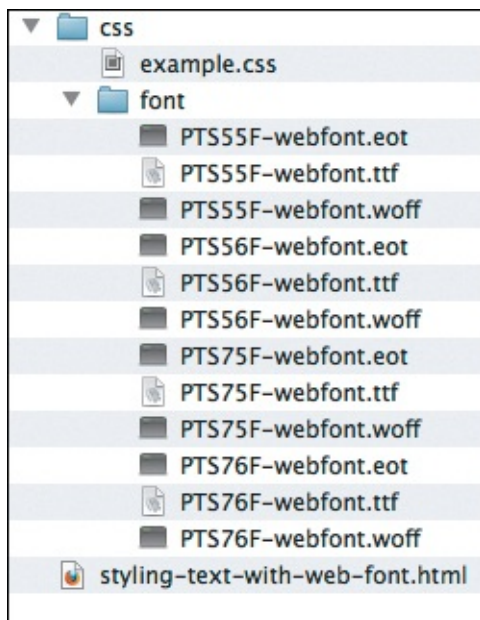 css
example.css
font
PTS55F-webfont.eot
PTS55F-webfont.ttf
PTS55F-webfont.woff
PTS56F-webfont.eot
PTS56F-webfont.ttf
PTS56F-webfont.woff
PTS75F-webfont.eot
PTS75F-webfont.ttf
PTS75F-webfont.woff
PTS76F-webfont.eot
PTS76F-webfont.ttf
PTS76F-webfont.woff
styling-text-with-web-font.html